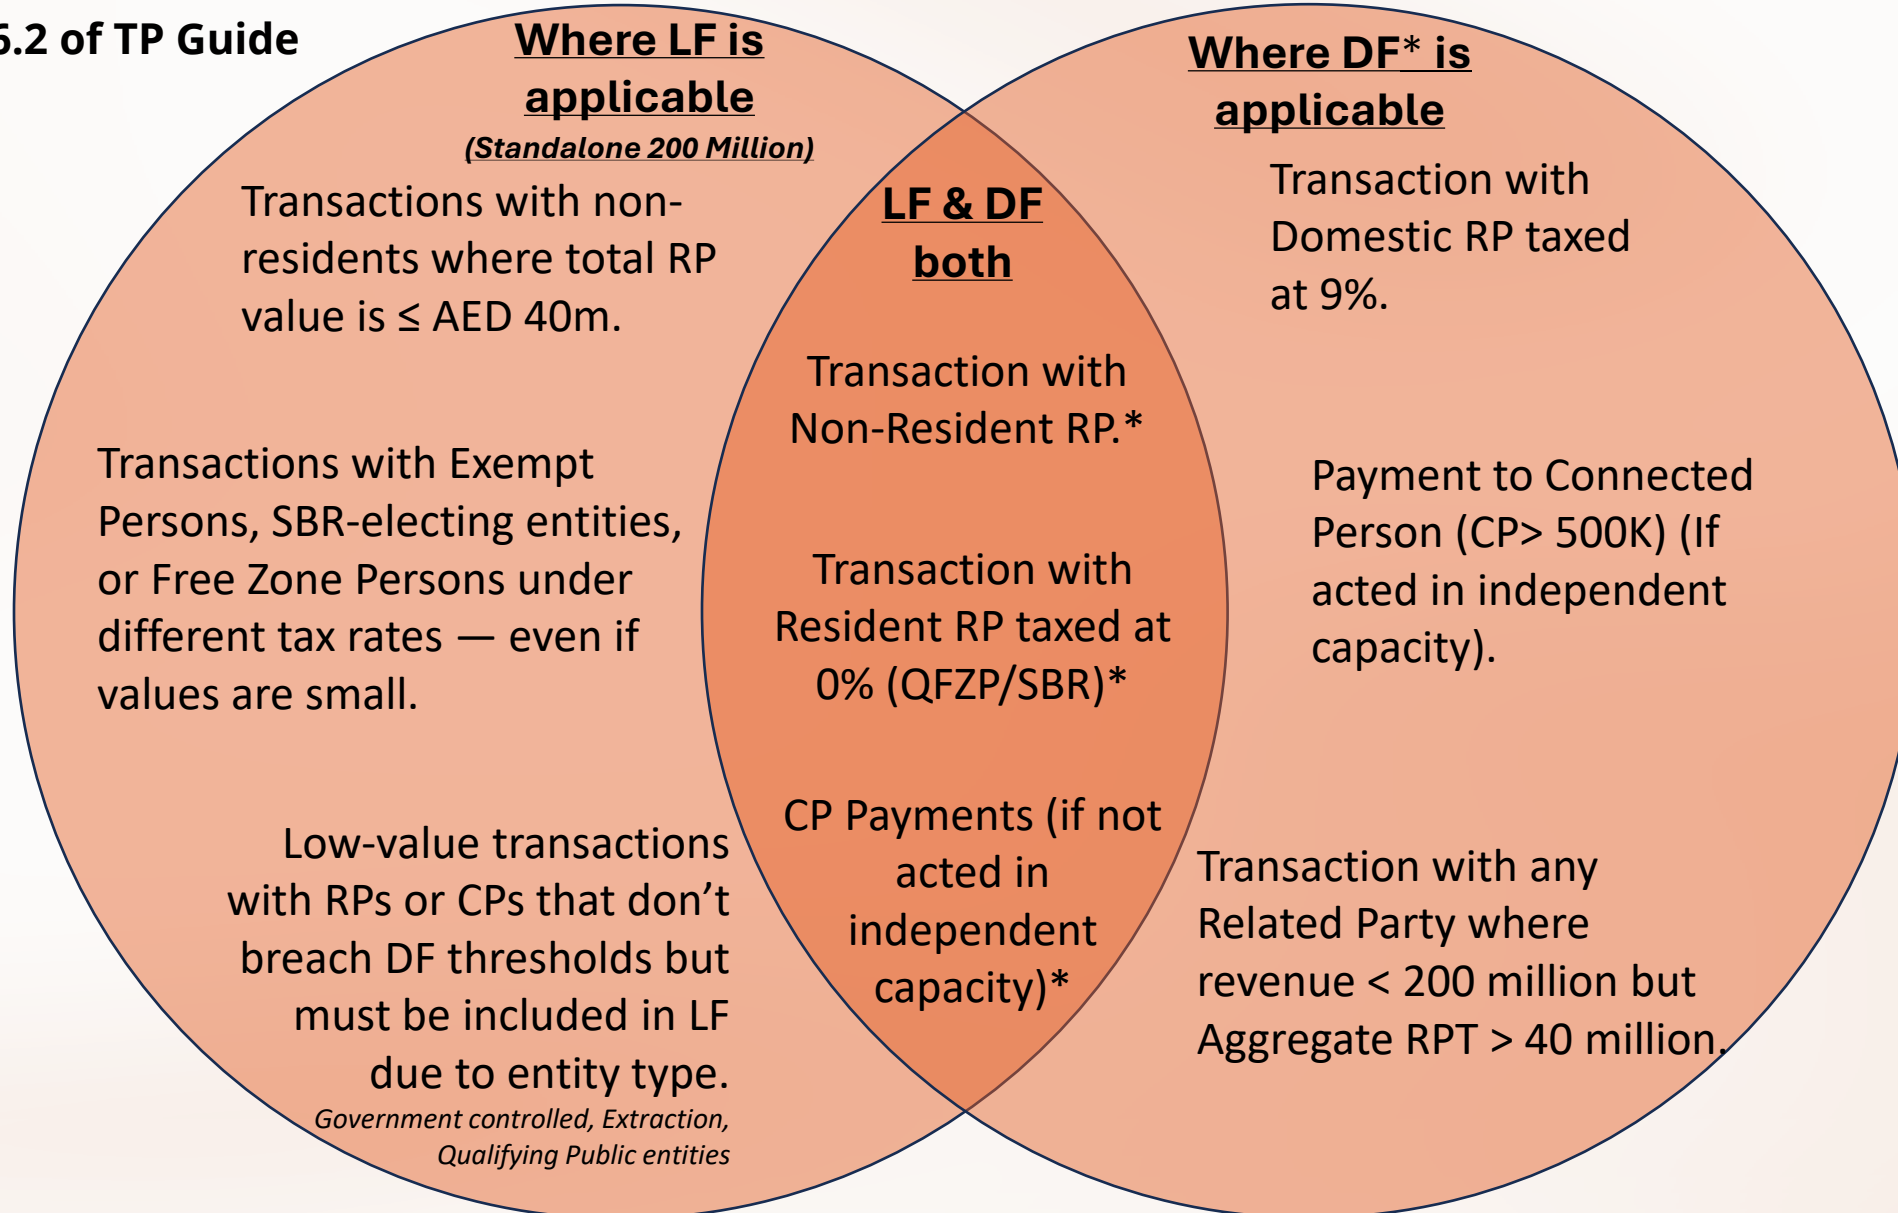 6.2 of TP Guide
Where LF is
applicable
(Standalone 200 Million)
Transactions with non-
residents where total RP
value is ≤ AED 40m.
Transactions with Exempt
Persons, SBR-electing entities,
or Free Zone Persons under
different tax rates — even if
values are small.
Low-value transactions
with RPs or CPs that don’t
breach DF thresholds but
must be included in LF
due to entity type.
Government controlled, Extraction,
Qualifying Public entities
LF & DF
both
Transaction with
Non-Resident RP.*
Transaction with
Resident RP taxed at
0% (QFZP/SBR)*
CP Payments (if not
acted in
independent
capacity)*
Where DF* is
applicable
Transaction with
Domestic RP taxed
at 9%.
Payment to Connected
Person (CP> 500K) (If
acted in independent
capacity).
Transaction with any
Related Party where
revenue < 200 million but
Aggregate RPT > 40 million.